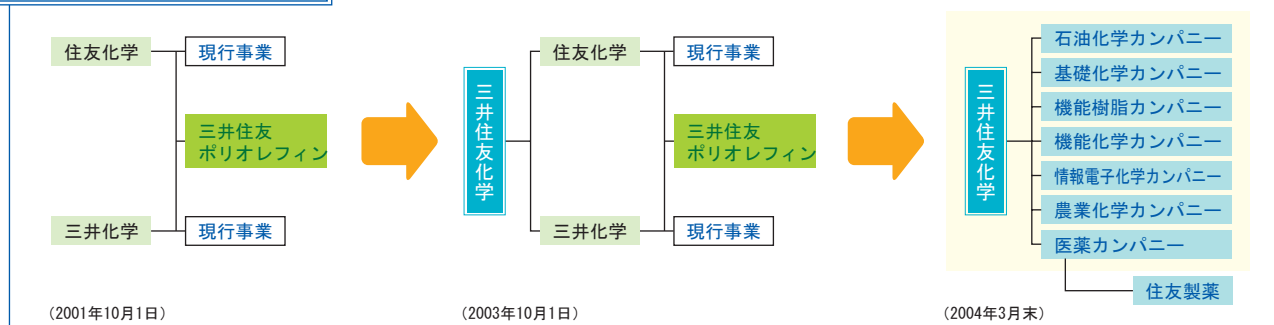 住友化学
現行事業
三井住友
ポリオレフィン
三井化学
現行事業
（2001年10月1日）
三井住友化学
住友化学
現行事業
三井住友
ポリオレフィン
三井化学
現行事業
（2003年10月1日）
三井住友化学
石油化学カンパニー
基礎化学カンパニー
機能樹脂カンパニー
機能化学カンパニー
情報電子化学カンパニー
農業化学カンパニー
医薬カンパニー
住友製薬
（2004年3月末）